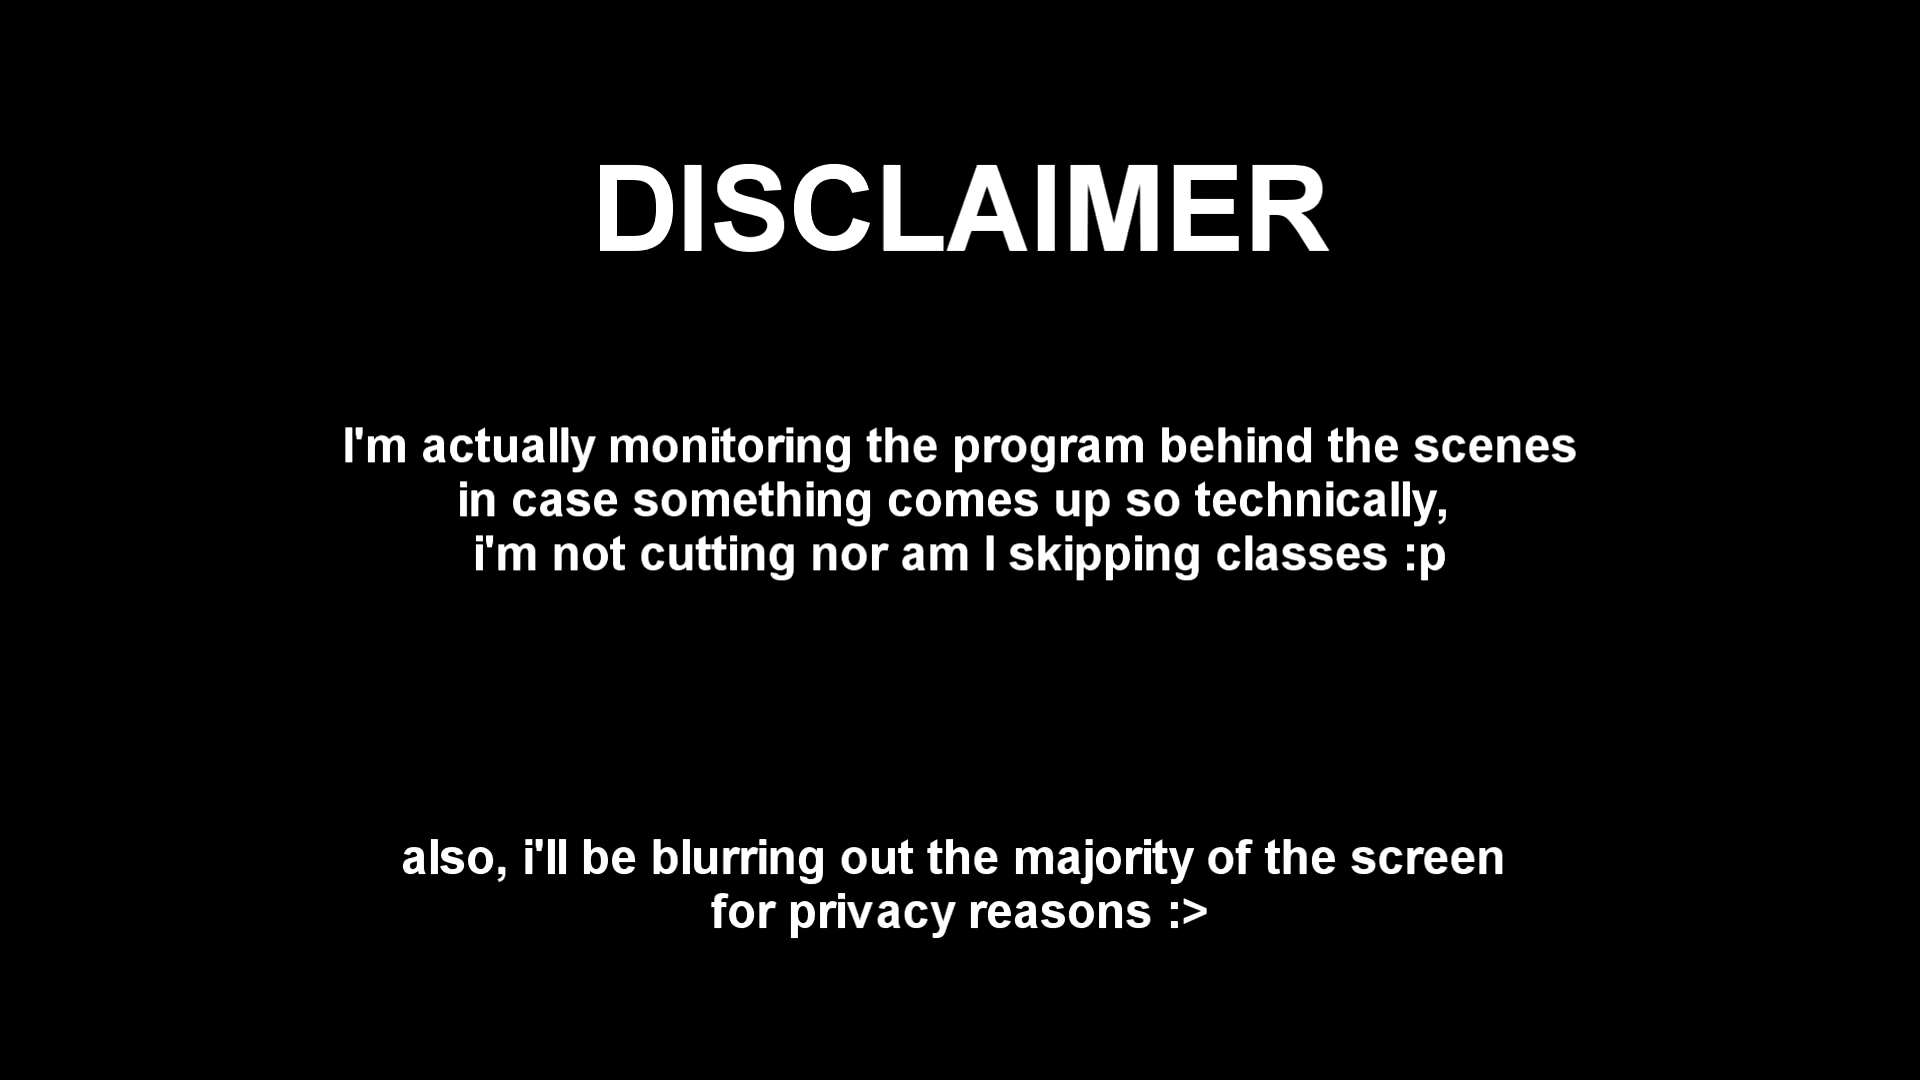 DISCLAIMER
I'm actually monitoring the program behind the scenes
in case something comes up so technically,
i'm not cutting nor am I skipping classes :p
also, i'll be blurring out the majority of the screen
for privacy reasons :>